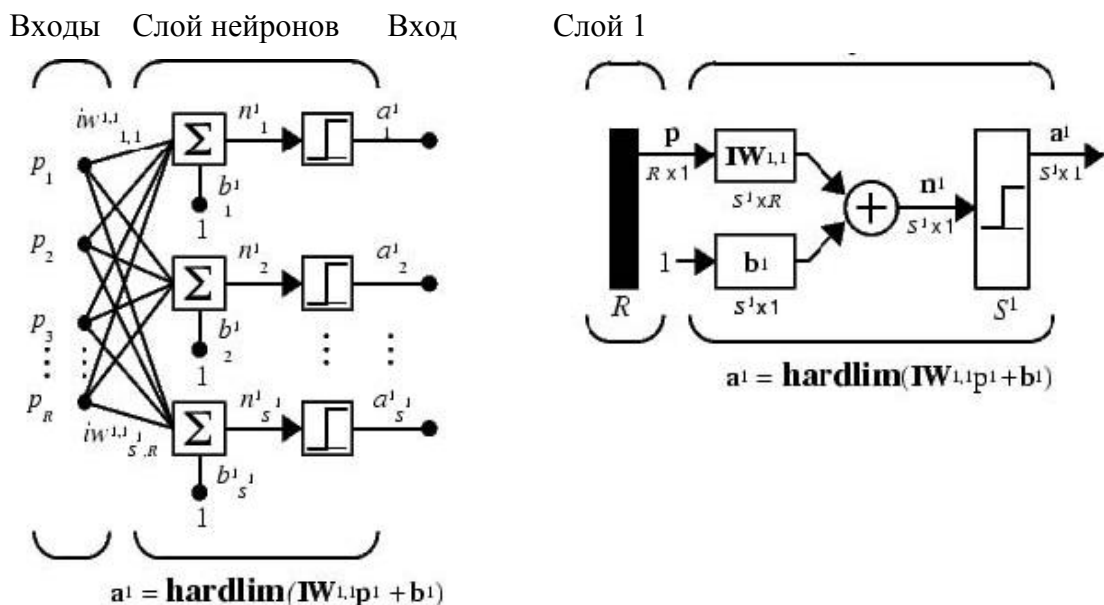 Входы Слой нейронов Вход Слой 1
iw¹,¹ 1,1
n¹ 1
a¹ 1
Σ
p 1
b¹ 1
1
p 2
n¹ 2
a¹ 2
Σ
p 3
b¹ 2
1
p R
n¹ s¹
a¹ s¹
Σ
iw¹,¹ s¹,R
b¹ s¹
1
a¹ = hardlim(IW¹,¹p¹ + b¹)
p
R x 1
IW¹,¹
S¹ x R
+
n¹
S¹ x 1
a¹
S¹ x 1
1
b¹
S¹ x 1
R
S¹
a¹ = hardlim(IW¹,¹p¹ + b¹)